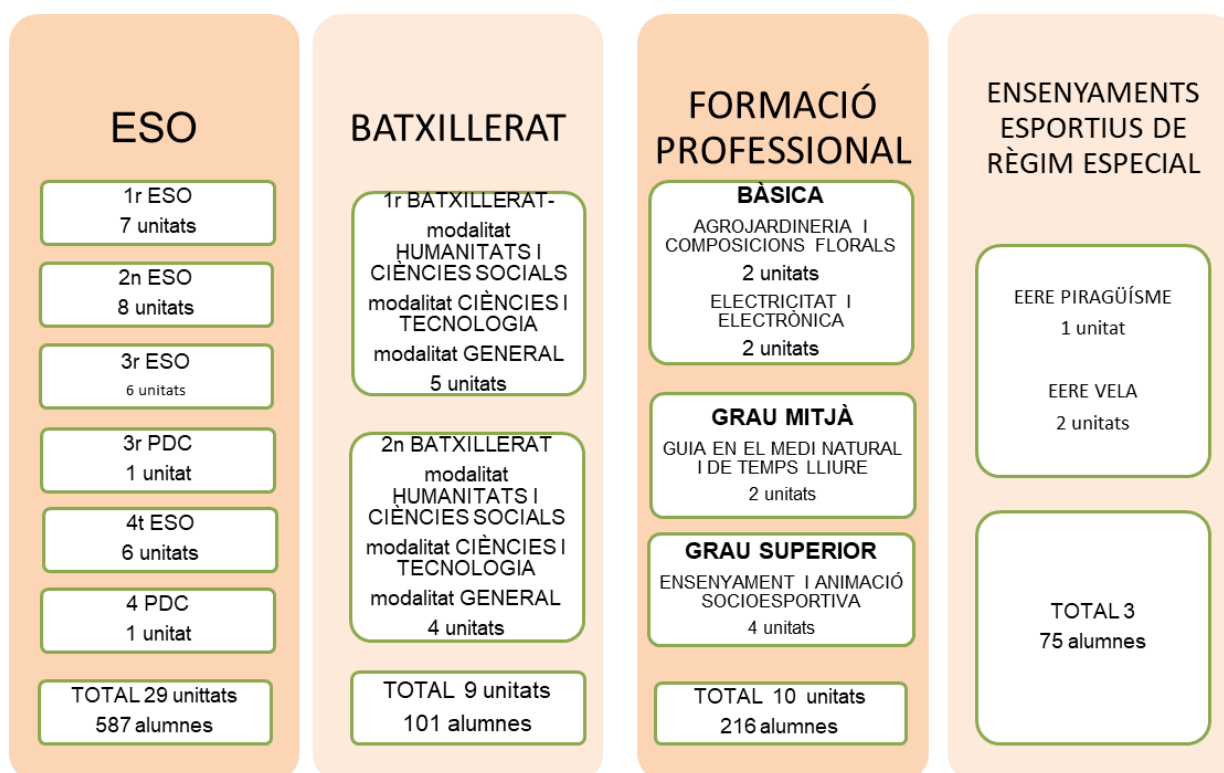 ESO
1r ESO
7 unitats
2n ESO
8 unitats
3r ESO
6 unitats
3r PDC
1 unitat
4t ESO
6 unitats
4 PDC
1 unitat
TOTAL 29 unittats
587 alumnes
BATXILLERAT
1r BATXILLERAT-
modalitat
HUMANITATS I
CIÈNCIES SOCIALS
modalitat CIÈNCIES I
TECNOLOGIA
modalitat GENERAL
5 unitats
2n BATXILLERAT
modalitat
HUMANITATS I
CIÈNCIES SOCIALS
modalitat CIÈNCIES I
TECNOLOGIA
modalitat GENERAL
4 unitats
TOTAL 9 unitats
101 alumnes
FORMACIÓ
PROFESSIONAL
BÀSICA
AGROJARDINERIA I
COMPOSICIONS FLORALS
2 unitats
ELECTRICITAT I
ELECTRÒNICA
2 unitats
GRAU MITJÀ
GUIA EN EL MEDI NATURAL
I DE TEMPS LLIURE
2 unitats
GRAU SUPERIOR
ENSENYAMENT I ANIMACIÓ
SOCIOESPORTIVA
4 unitats
TOTAL 10 unitats
216 alumnes
ENSENYAMENTS
ESPORTIUS DE
RÈGIM ESPECIAL
EERE PIRAGÜÍSME
1 unitat
EERE VELA
2 unitats
TOTAL 3
75 alumnes